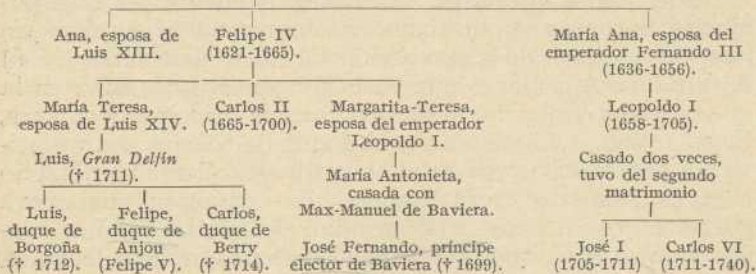 Ana, esposa de
Luis XIII.
Felipe IV
(1621-1665).
María Ana, esposa del
emperador Fernando III
(1636-1656).
María Teresa,
esposa de Luis XIV.
Carlos II
(1665-1700).
Margarita-Teresa,
esposa del emperador
Leopoldo I.
Leopoldo I
(1658-1705).
Luis, Gran Delfín
(† 1711).
María Antonieta,
casada con
Max-Manuel de Baviera.
Casado dos veces,
tuvo del segundo
matrimonio
Luis,
duque de
Borgoña
(† 1712).
Felipe,
duque de
Anjou
(Felipe V).
Carlos,
duque de
Berry
(† 1714).
José Fernando, príncipe
elector de Baviera († 1699).
José I
(1705-1711)
Carlos VI
(1711-1740)